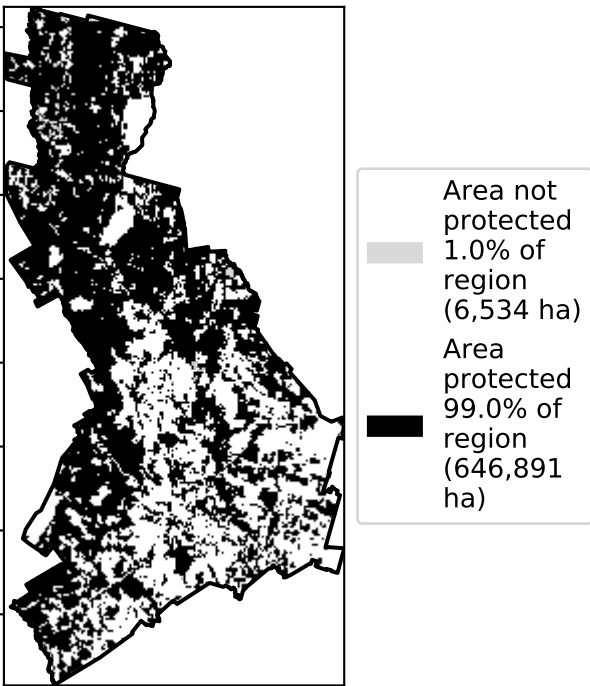 Area not
protected
1.0% of
region
(6,534 ha)
Area
protected
99.0% of
region
(646,891
ha)